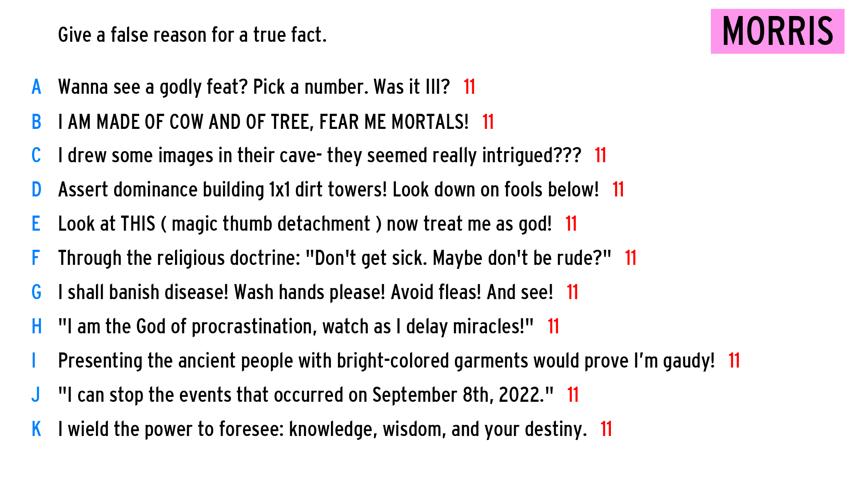 Give a false reason for a true fact.
MORRIS
A Wanna see a godly feat? Pick a number. Was it III? 11
B I AM MADE OF COW AND OF TREE, FEAR ME MORTALS! 11
C I drew some images in their cave- they seemed really intrigued??? 11
D Assert dominance building 1x1 dirt towers! Look down on fools below! 11
E Look at THIS ( magic thumb detachment ) now treat me as god! 11
F Through the religious doctrine: "Don't get sick. Maybe don't be rude?" 11
G I shall banish disease! Wash hands please! Avoid fleas! And see! 11
H "I am the God of procrastination, watch as I delay miracles!" 11
I Presenting the ancient people with bright-colored garments would prove I'm gaudy! 11
J "I can stop the events that occurred on September 8th, 2022." 11
K I wield the power to foresee: knowledge, wisdom, and your destiny. 11